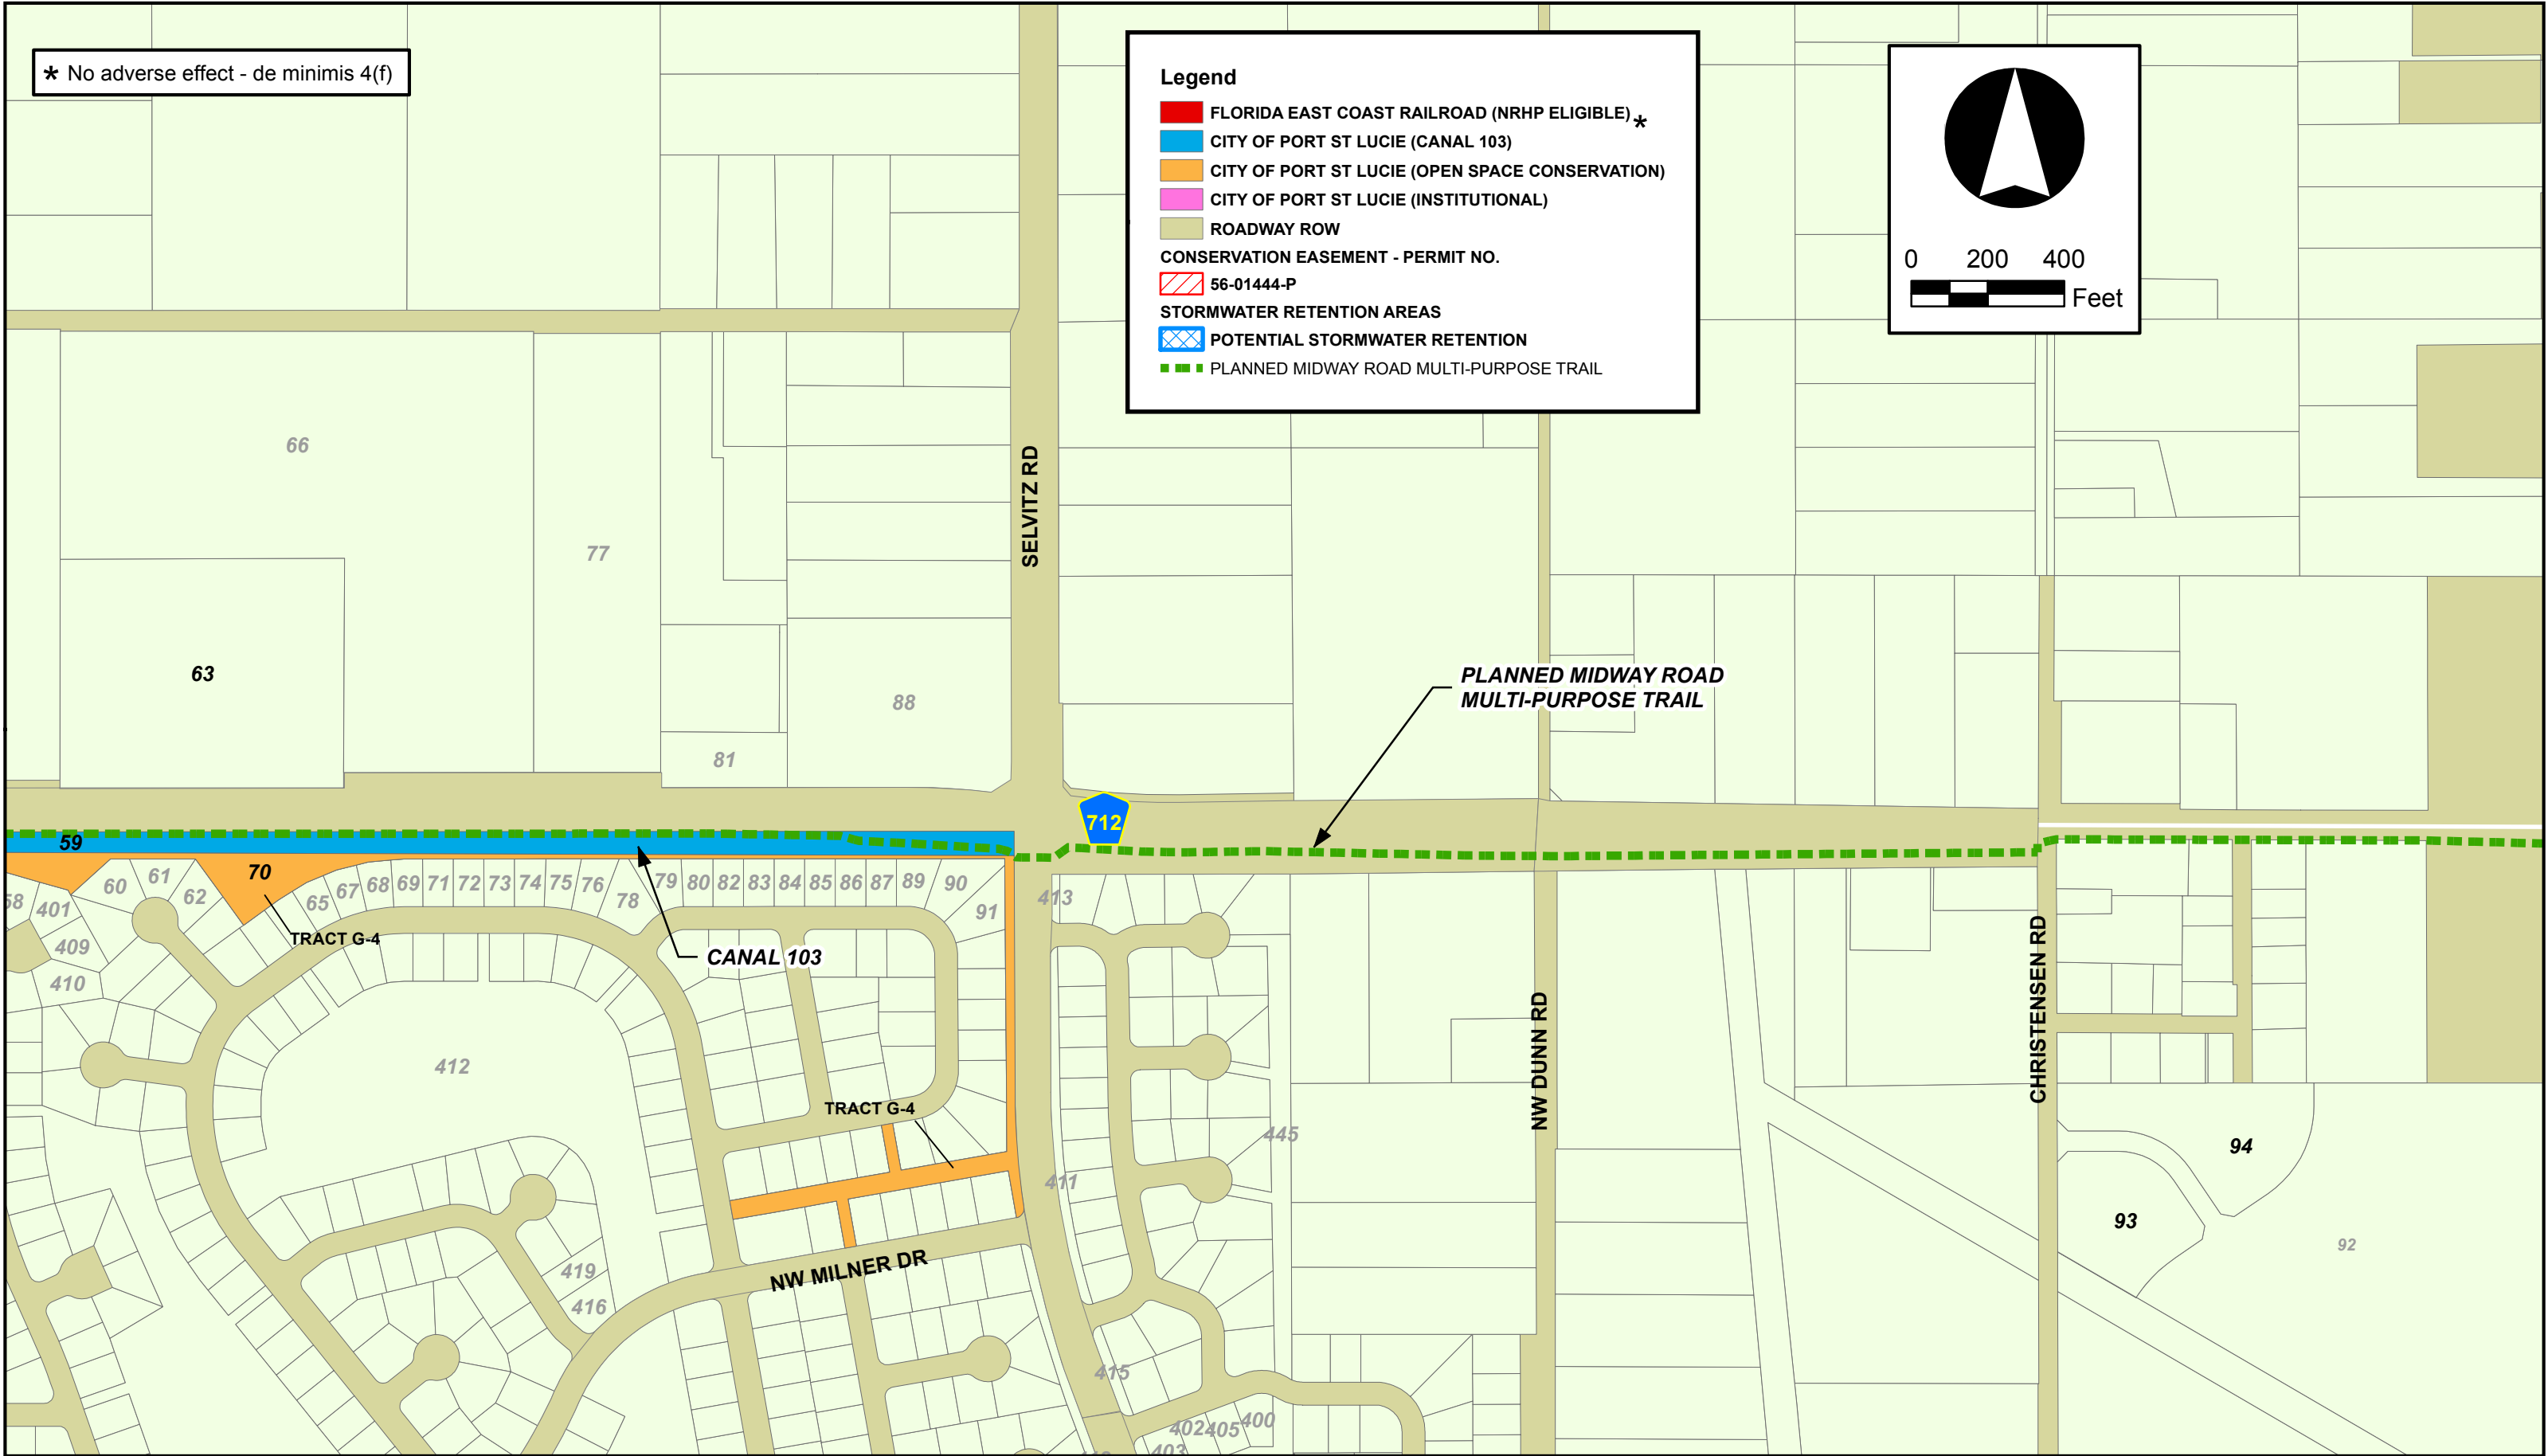 * No adverse effect - de minimis 4(f)
Legend
FLORIDA EAST COAST RAILROAD (NRHP ELIGIBLE) *
CITY OF PORT ST LUCIE (CANAL 103)
CITY OF PORT ST LUCIE (OPEN SPACE CONSERVATION)
CITY OF PORT ST LUCIE (INSTITUTIONAL)
ROADWAY ROW
CONSERVATION EASEMENT - PERMIT NO.
56-01444-P
STORMWATER RETENTION AREAS
POTENTIAL STORMWATER RETENTION
PLANNED MIDWAY ROAD MULTI-PURPOSE TRAIL
0 200 400
Feet
66
SELVITZ RD
77
63
88
PLANNED MIDWAY ROAD
MULTI-PURPOSE TRAIL
81
712
59
70
60 61 62 65 67 68 69 71 72 73 74 75 76 78 79 80 82 83 84 85 86 87 89 90 91
401
413
409
410
TRACT G-4
CANAL 103
412
NW DUNN RD
CHRISTENSEN RD
TRACT G-4
445
411
94
93
92
NW MILNER DR
419
416
415
402 405 400
403